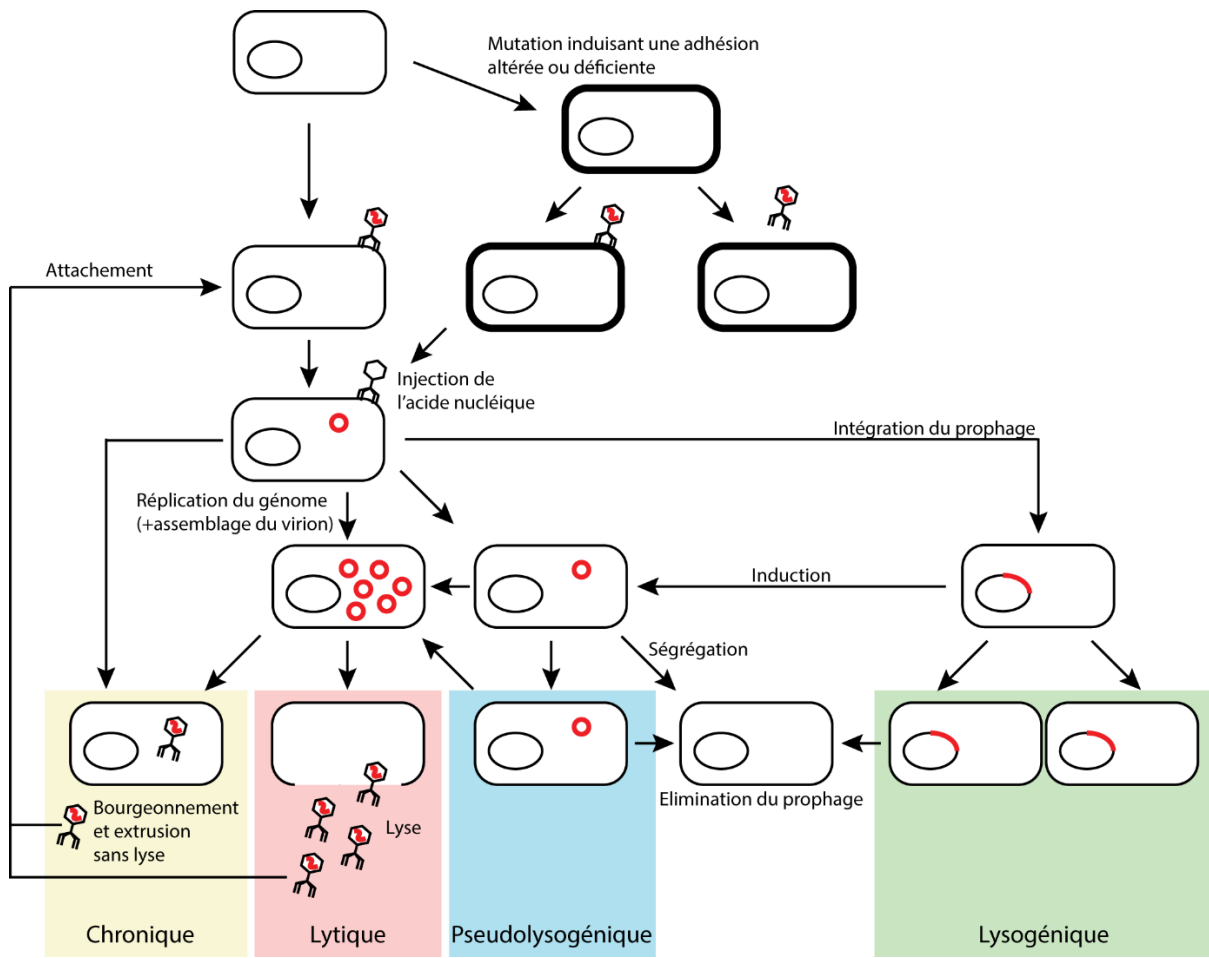 Mutation induisant une adhésion
altérée ou déficiente
Attachement
Injection de
l'acide nucléique
Intégration du prophage
Réplication du génome
(+assemblage du virion)
Induction
Ségrégation
Elimination du prophage
Bourgeonnement
et extrusion
sans lyse
Lyse
Chronique
Lytique
Pseudolysogénique
Lysogénique